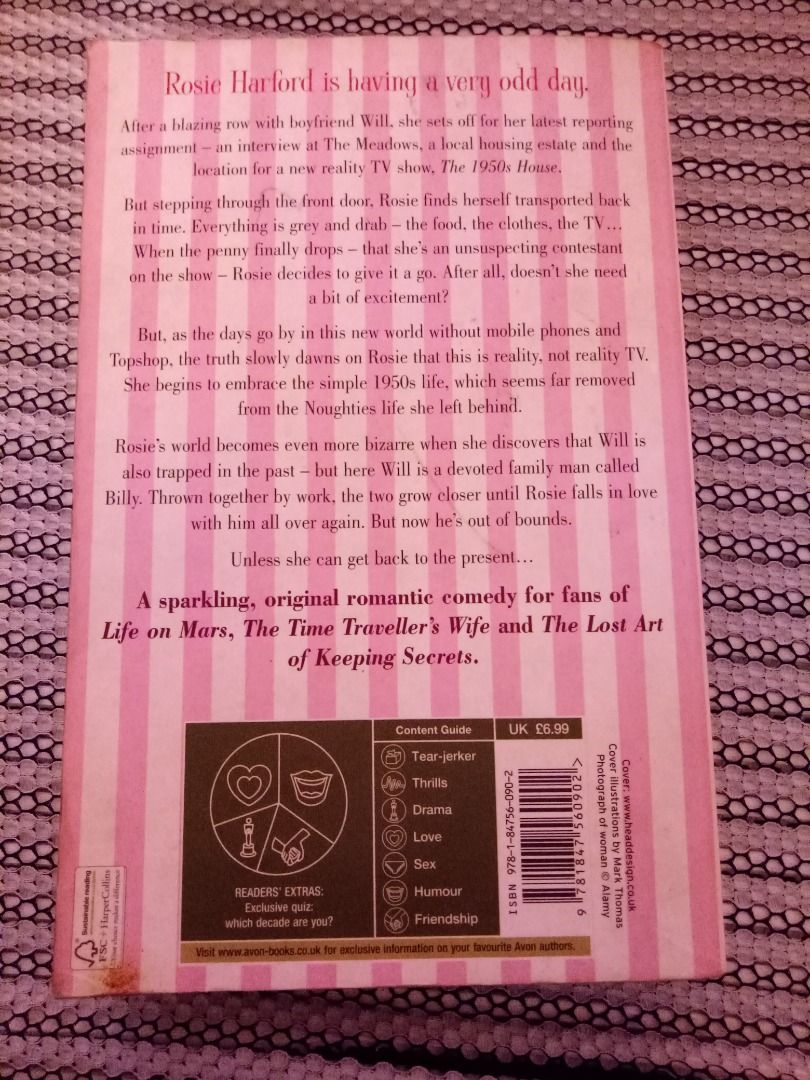 Rosie Harford is having a very odd day.
After a blazing row with boyfriend Will, she sets off for her latest reporting
assignment – an interview at The Meadows, a local housing estate and the
location for a new reality TV show, The 1950s House.
But stepping through the front door, Rosie finds herself transported back
in time. Everything is grey and drab – the food, the clothes, the TV...
When the penny finally drops – that she's an unsuspecting contestant
on the show – Rosie decides to give it a go. After all, doesn't she need
a bit of excitement?
But, as the days go by in this new world without mobile phones and
Topshop, the truth slowly dawns on Rosie that this is reality, not reality TV.
She begins to embrace the simple 1950s life, which seems far removed
from the Noughties life she left behind.
Rosie's world becomes even more bizarre when she discovers that Will is
also trapped in the past – but here Will is a devoted family man called
Billy. Thrown together by work, the two grow closer until Rosie falls in love
with him all over again. But now he's out of bounds.
Unless she can get back to the present...
A sparkling, original romantic comedy for fans of
Life on Mars, The Time Traveller's Wife and The Lost Art
of Keeping Secrets.
READERS' EXTRAS:
Exclusive quiz:
which decade are you?
Content Guide
Tear-jerker
Thrills
Drama
Love
Sex
Humour
Friendship
UK £6.99
ISBN 978-1-84756-090-2
9 781847 560902 >
Cover: www.headdesign.co.uk
Cover illustrations by Mark Thomas
Photograph of woman © Alamy
Visit www.avon-books.co.uk for exclusive information on your favourite Avon authors.
Sustainable reading
FSC + HarperCollins
choice makes a difference